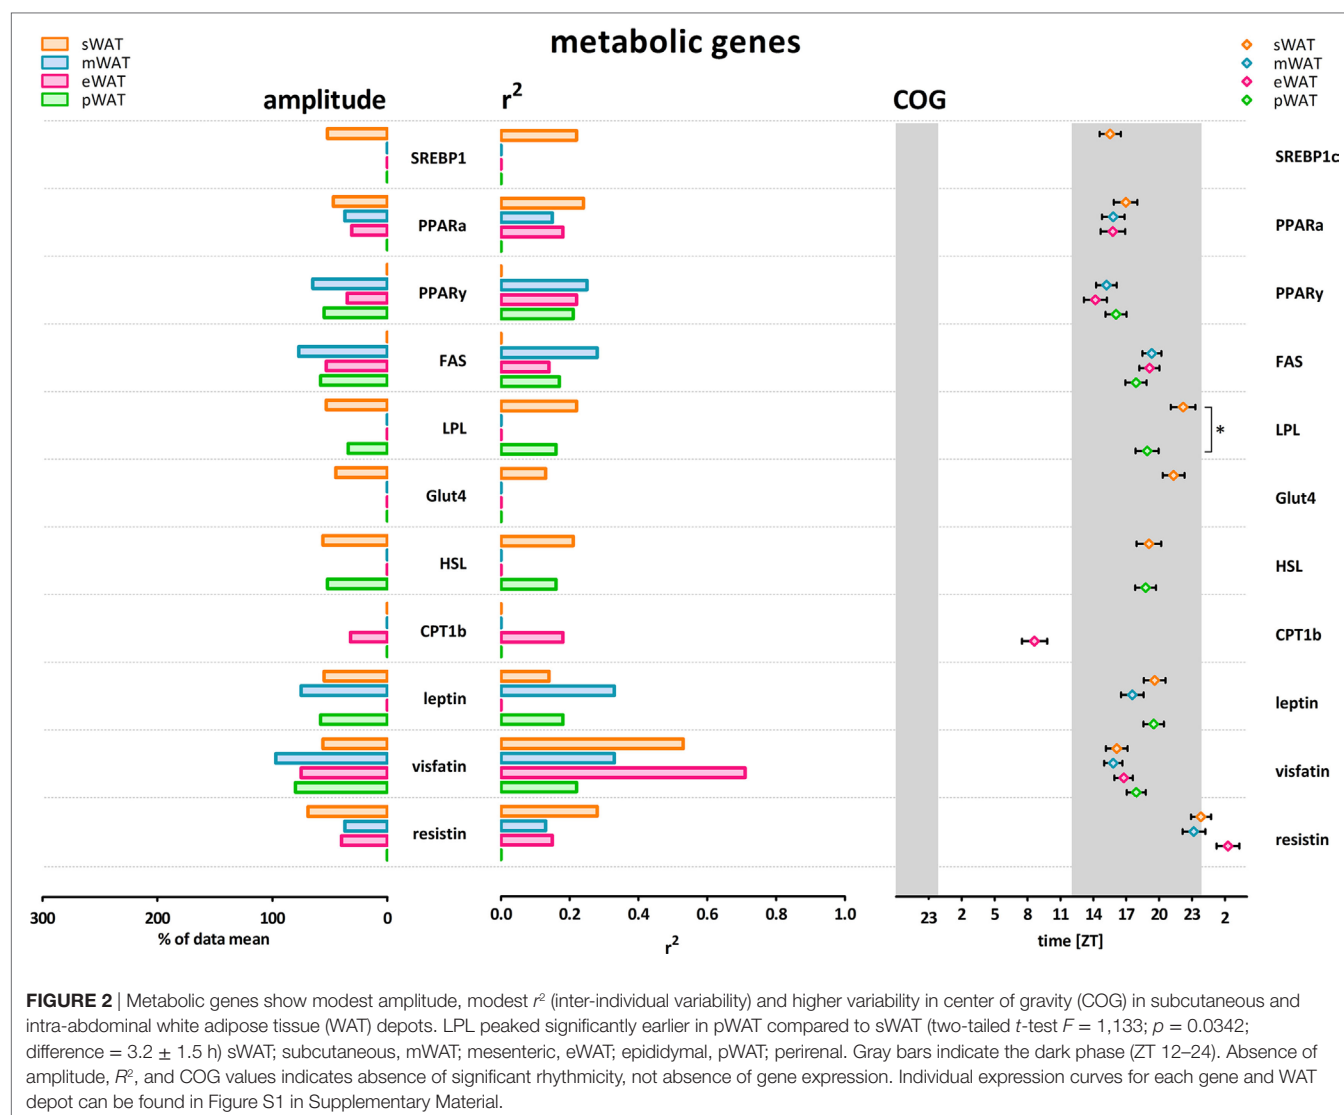 metabolic genes
sWAT
mWAT
eWAT
pWAT
sWAT
mWAT
eWAT
pWAT
amplitude
r2
COG
SREBP1
SREBP1c
PPARa
PPARa
PPARy
PPARy
FAS
FAS
LPL
*
LPL
Glut4
Glut4
HSL
HSL
CPT1b
CPT1b
leptin
leptin
visfatin
visfatin
resistin
resistin
300 200 100 0
% of data mean
0.0 0.2 0.4 0.6 0.8 1.0
r2
23 2 5 8 11 14 17 20 23 2
time [ZT]
FIGURE 2 | Metabolic genes show modest amplitude, modest r2 (inter-individual variability) and higher variability in center of gravity (COG) in subcutaneous and
intra-abdominal white adipose tissue (WAT) depots. LPL peaked significantly earlier in pWAT compared to sWAT (two-tailed t-test F = 1,133; p = 0.0342;
difference = 3.2 ± 1.5 h) sWAT; subcutaneous, mWAT; mesenteric, eWAT; epididymal, pWAT; perirenal. Gray bars indicate the dark phase (ZT 12–24). Absence of
amplitude, R2, and COG values indicates absence of significant rhythmicity, not absence of gene expression. Individual expression curves for each gene and WAT
depot can be found in Figure S1 in Supplementary Material.